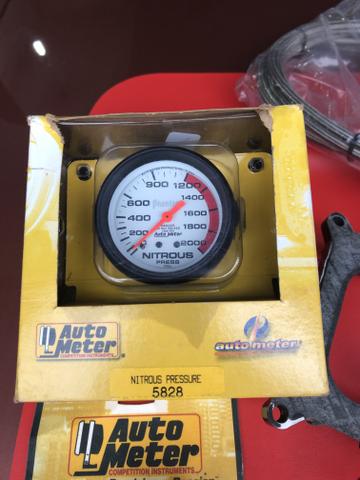 900
1200
600
1400
400
1600
200
1800
0
2000
Phantom
Auto Meter
NITROUS
PRESS
Auto
Meter
COMPETITION INSTRUMENTS
auto meter
NITROUS PRESSURE
5828
Auto
Meter
COMPETITION INSTRUMENTS